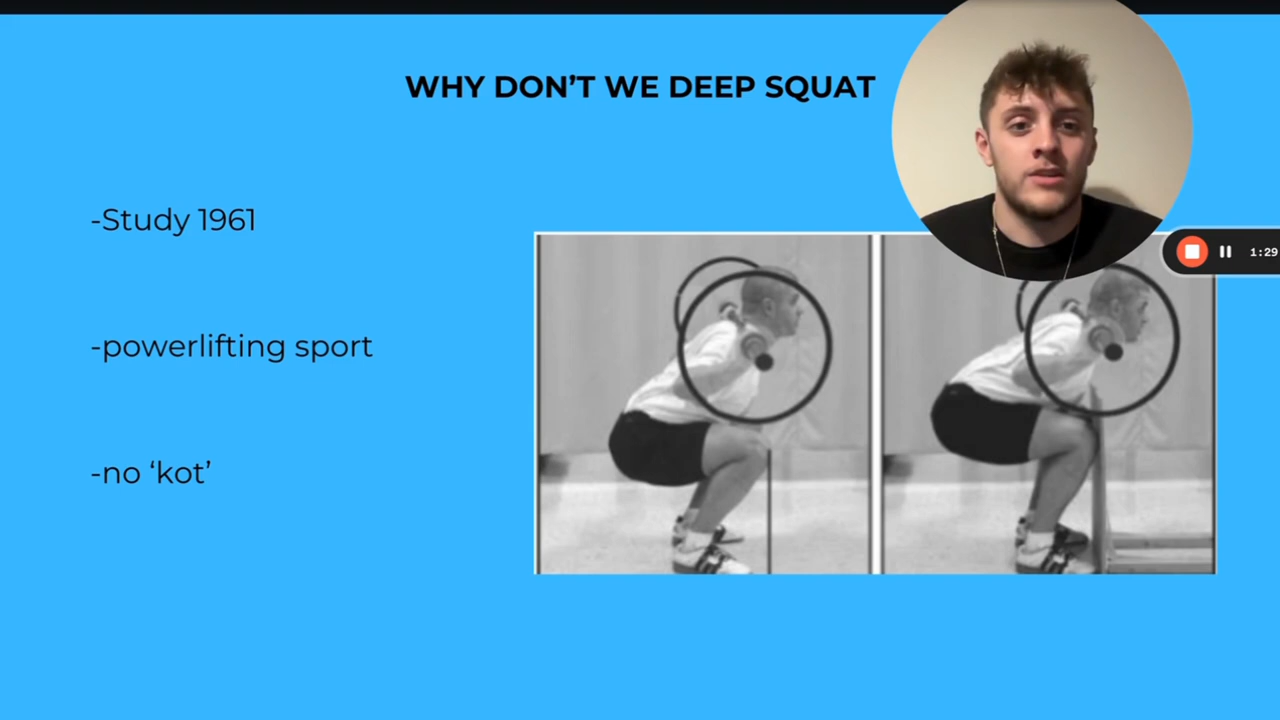 WHY DON'T WE DEEP SQUAT
-Study 1961
-powerlifting sport
-no ‘kot’
1:29